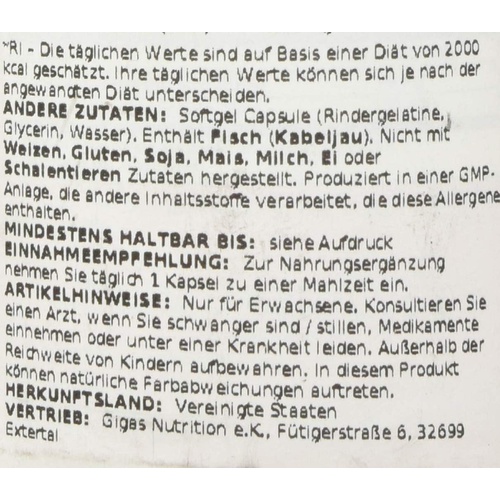 *RI - Die täglichen Werte sind auf Basis einer Diät von 2000
kcal geschätzt. Ihre täglichen Werte können sich je nach der
angewandten Diät unterscheiden.
ANDERE ZUTATEN: Softgel Capsule (Rindergelatine,
Glycerin, Wasser). Enthält Fisch (Kabeljau). Nicht mit
Weizen, Gluten, Soja, Mais, Milch, Ei oder
Schalentieren Zutaten hergestellt. Produziert in einer GMP-
Anlage, die andere Inhaltsstoffe verarbeitet, die diese Allergene
enthalten.
MINDESTENS HALTBAR BIS: siehe Aufdruck
EINNAHMEEMPFEHLUNG: Zur Nahrungsergänzung
nehmen Sie täglich 1 Kapsel zu einer Mahlzeit ein.
ARTIKELHINWEISE: Nur für Erwachsene. Konsultieren Sie
einen Arzt, wenn Sie schwanger sind / stillen, Medikamente
einnehmen oder unter einer Krankheit leiden. Außerhalb der
Reichweite von Kindern aufbewahren. In diesem Produkt
können natürliche Farbabweichungen auftreten.
HERKUNFTSLAND: Vereinigte Staaten
VERTRIEB: Gigas Nutrition e.K., Fütigerstraße 6, 32699
Extertal